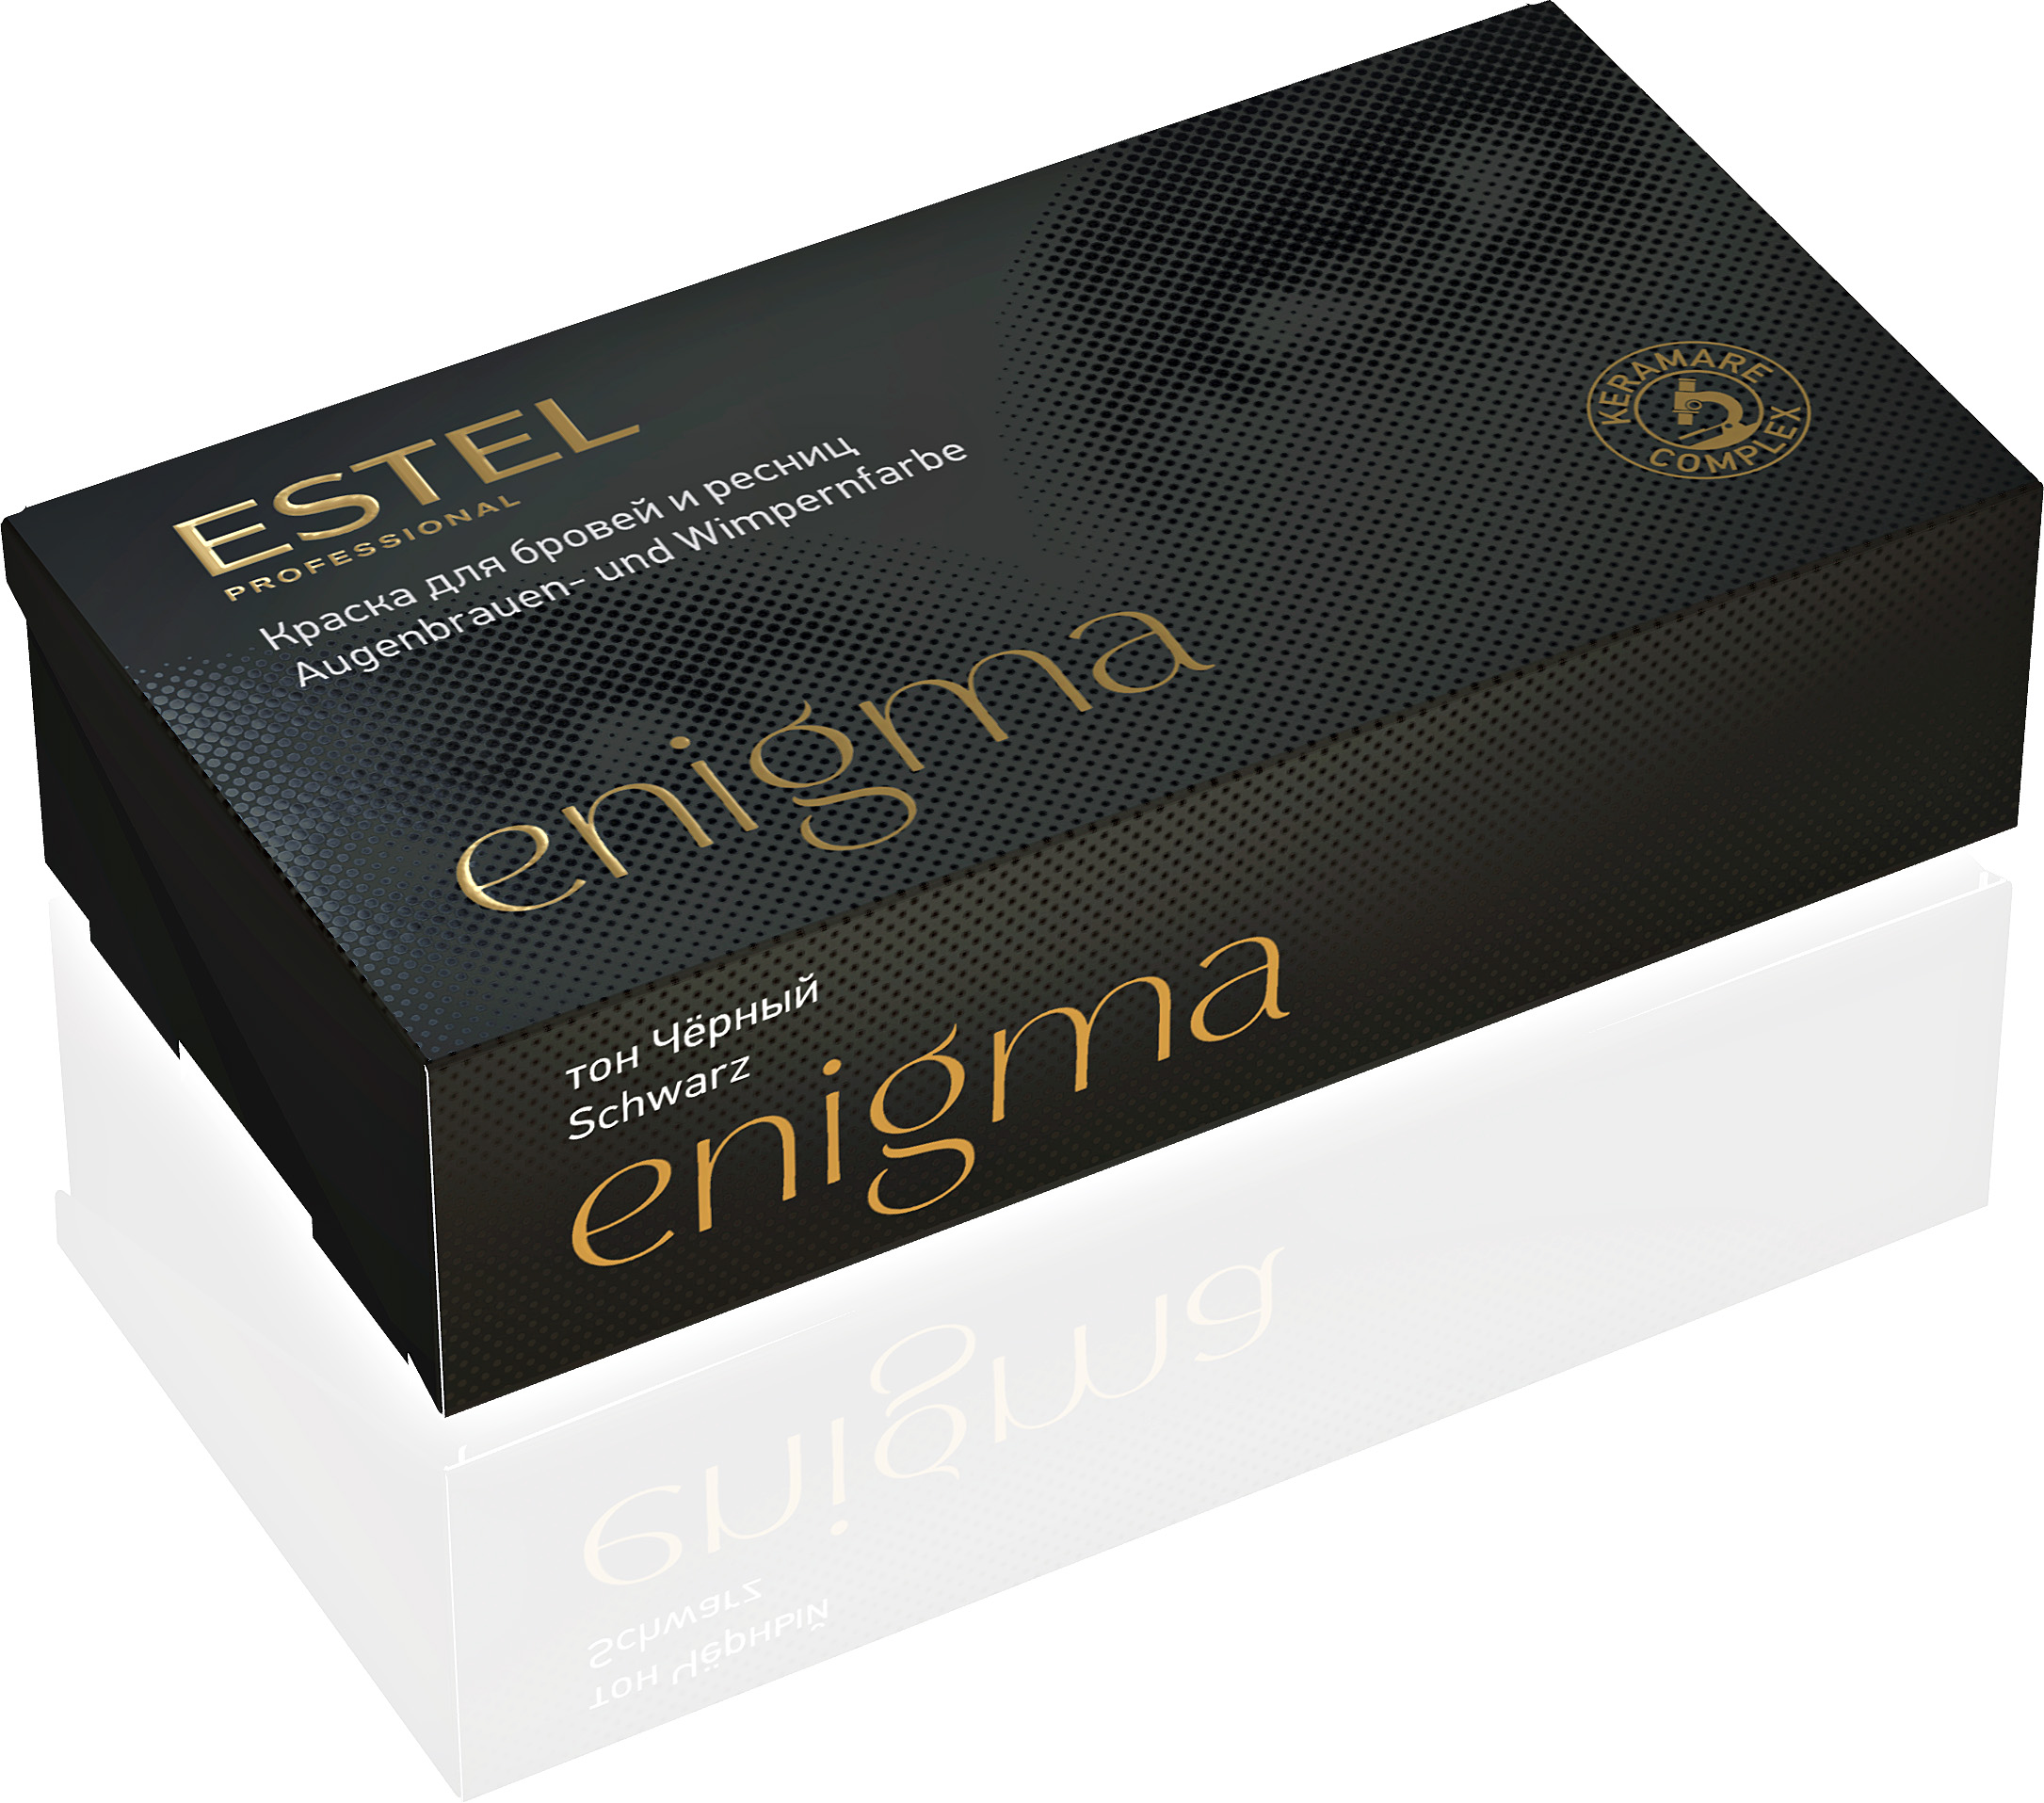 ESTEL
PROFESSIONAL
Краска для бровей и ресниц
Augenbrauen- und Wimpernfarbe
enigma
KERAMARE
COMPLEX
тон Чёрный
Schwarz
enigma